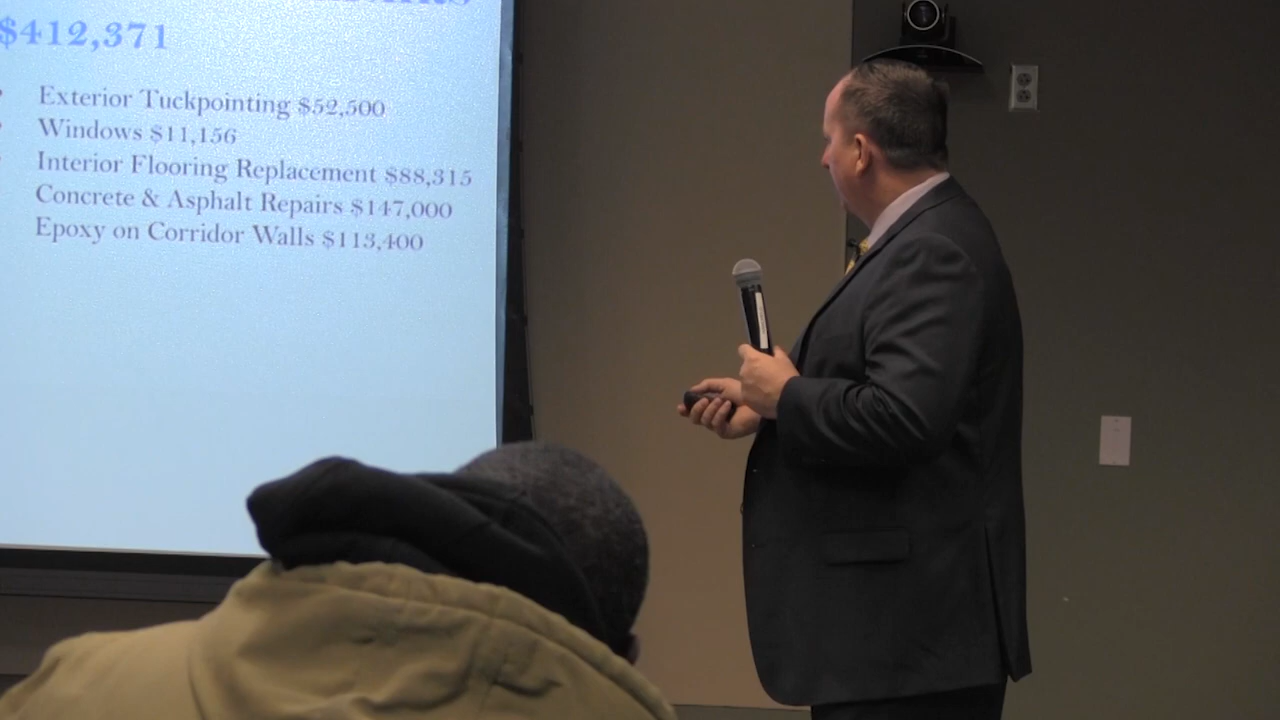 $412,371
Exterior Tuckpointing $52,500
Windows $11,156
Interior Flooring Replacement $88,315
Concrete & Asphalt Repairs $147,000
Epoxy on Corridor Walls $113,400